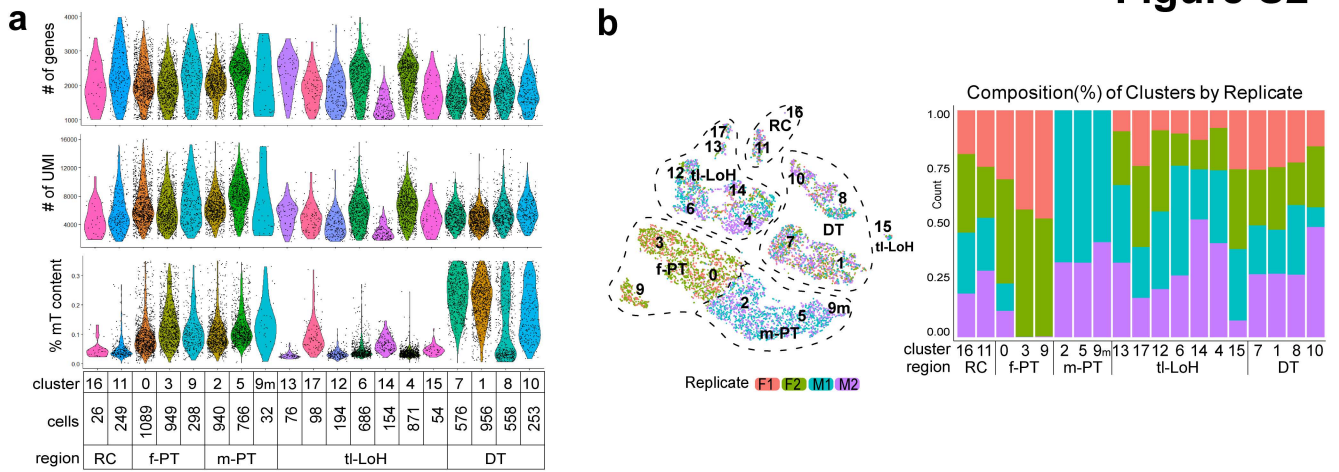 a
# of genes
4000
3000
2000
1000
# of UMI
16000
12000
8000
4000
% mT content
0.3
0.2
0.1
0.0
cluster 16 11 0 3 9 2 5 9m 13 17 12 6 14 4 15 7 1 8 10
cells 26 249 1089 949 298 940 766 32 76 98 194 686 154 871 54 576 956 558 253
region RC f-PT m-PT tl-LoH DT
b
16
RC
17
13
11
12 tl-LoH
10
14
8
6
4
DT
15
tl-LoH
3
7
f-PT
0
1
9
2
5
9m
m-PT
Replicate F1 F2 M1 M2
Composition(%) of Clusters by Replicate
Count
1.00
0.75
0.50
0.25
0.00
cluster 16 11 0 3 9 2 5 9m 13 17 12 6 14 4 15 7 1 8 10
region RC f-PT m-PT tl-LoH DT